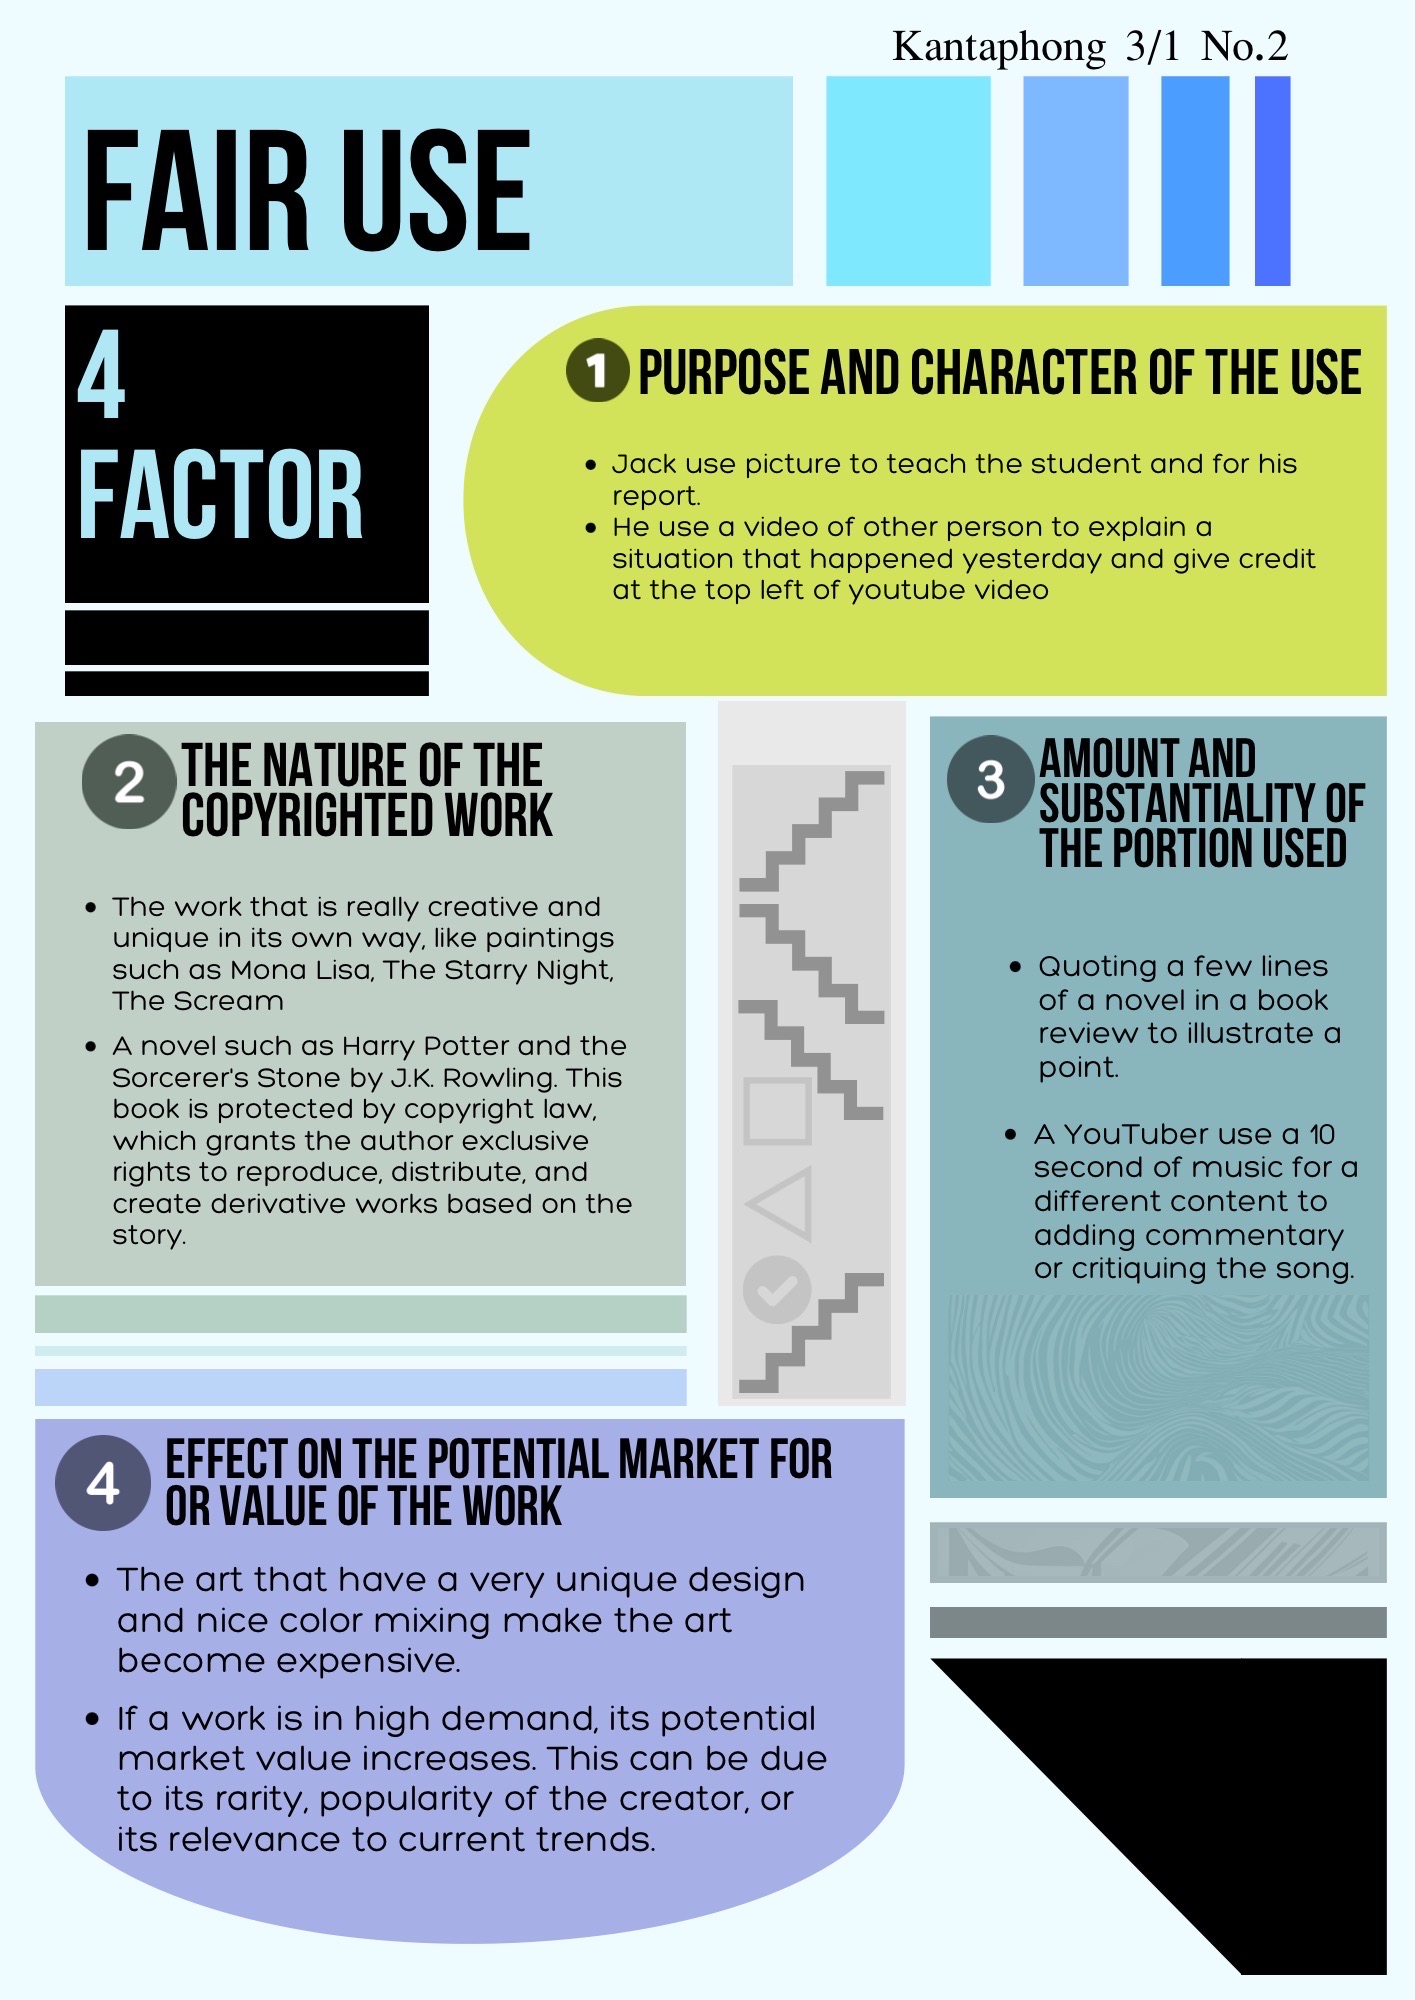 Kantaphong 3/1 No.2
FAIR USE
4
FACTOR
1 PURPOSE AND CHARACTER OF THE USE
• Jack use picture to teach the student and for his
report.
• He use a video of other person to explain a
situation that happened yesterday and give credit
at the top left of youtube video
2 THE NATURE OF THE
COPYRIGHTED WORK
• The work that is really creative and
unique in its own way, like paintings
such as Mona Lisa, The Starry Night,
The Scream
• A novel such as Harry Potter and the
Sorcerer's Stone by J.K. Rowling. This
book is protected by copyright law,
which grants the author exclusive
rights to reproduce, distribute, and
create derivative works based on the
story.
3 AMOUNT AND
SUBSTANTIALITY OF
THE PORTION USED
• Quoting a few lines
of a novel in a book
review to illustrate a
point.
• A YouTuber use a 10
second of music for a
different content to
adding commentary
or critiquing the song.
4 EFFECT ON THE POTENTIAL MARKET FOR
OR VALUE OF THE WORK
• The art that have a very unique design
and nice color mixing make the art
become expensive.
• If a work is in high demand, its potential
market value increases. This can be due
to its rarity, popularity of the creator, or
its relevance to current trends.